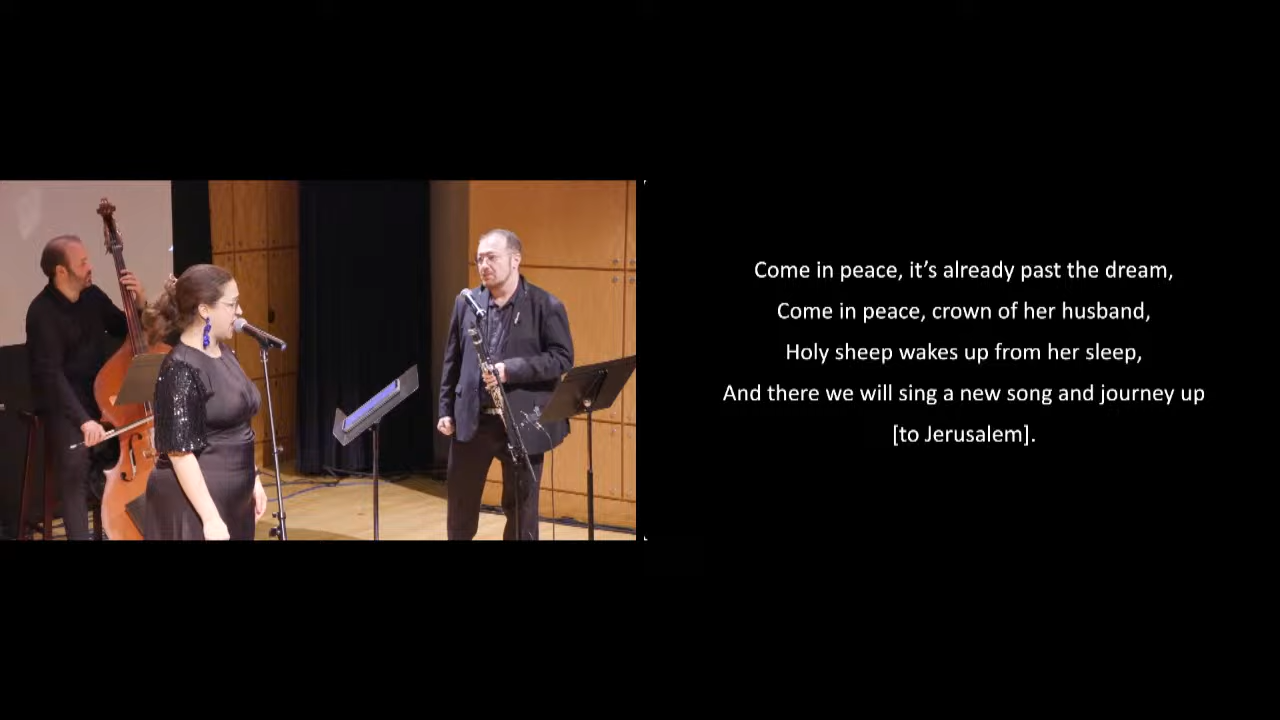 Come in peace, it’s already past the dream,
Come in peace, crown of her husband,
Holy sheep wakes up from her sleep,
And there we will sing a new song and journey up
[to Jerusalem].